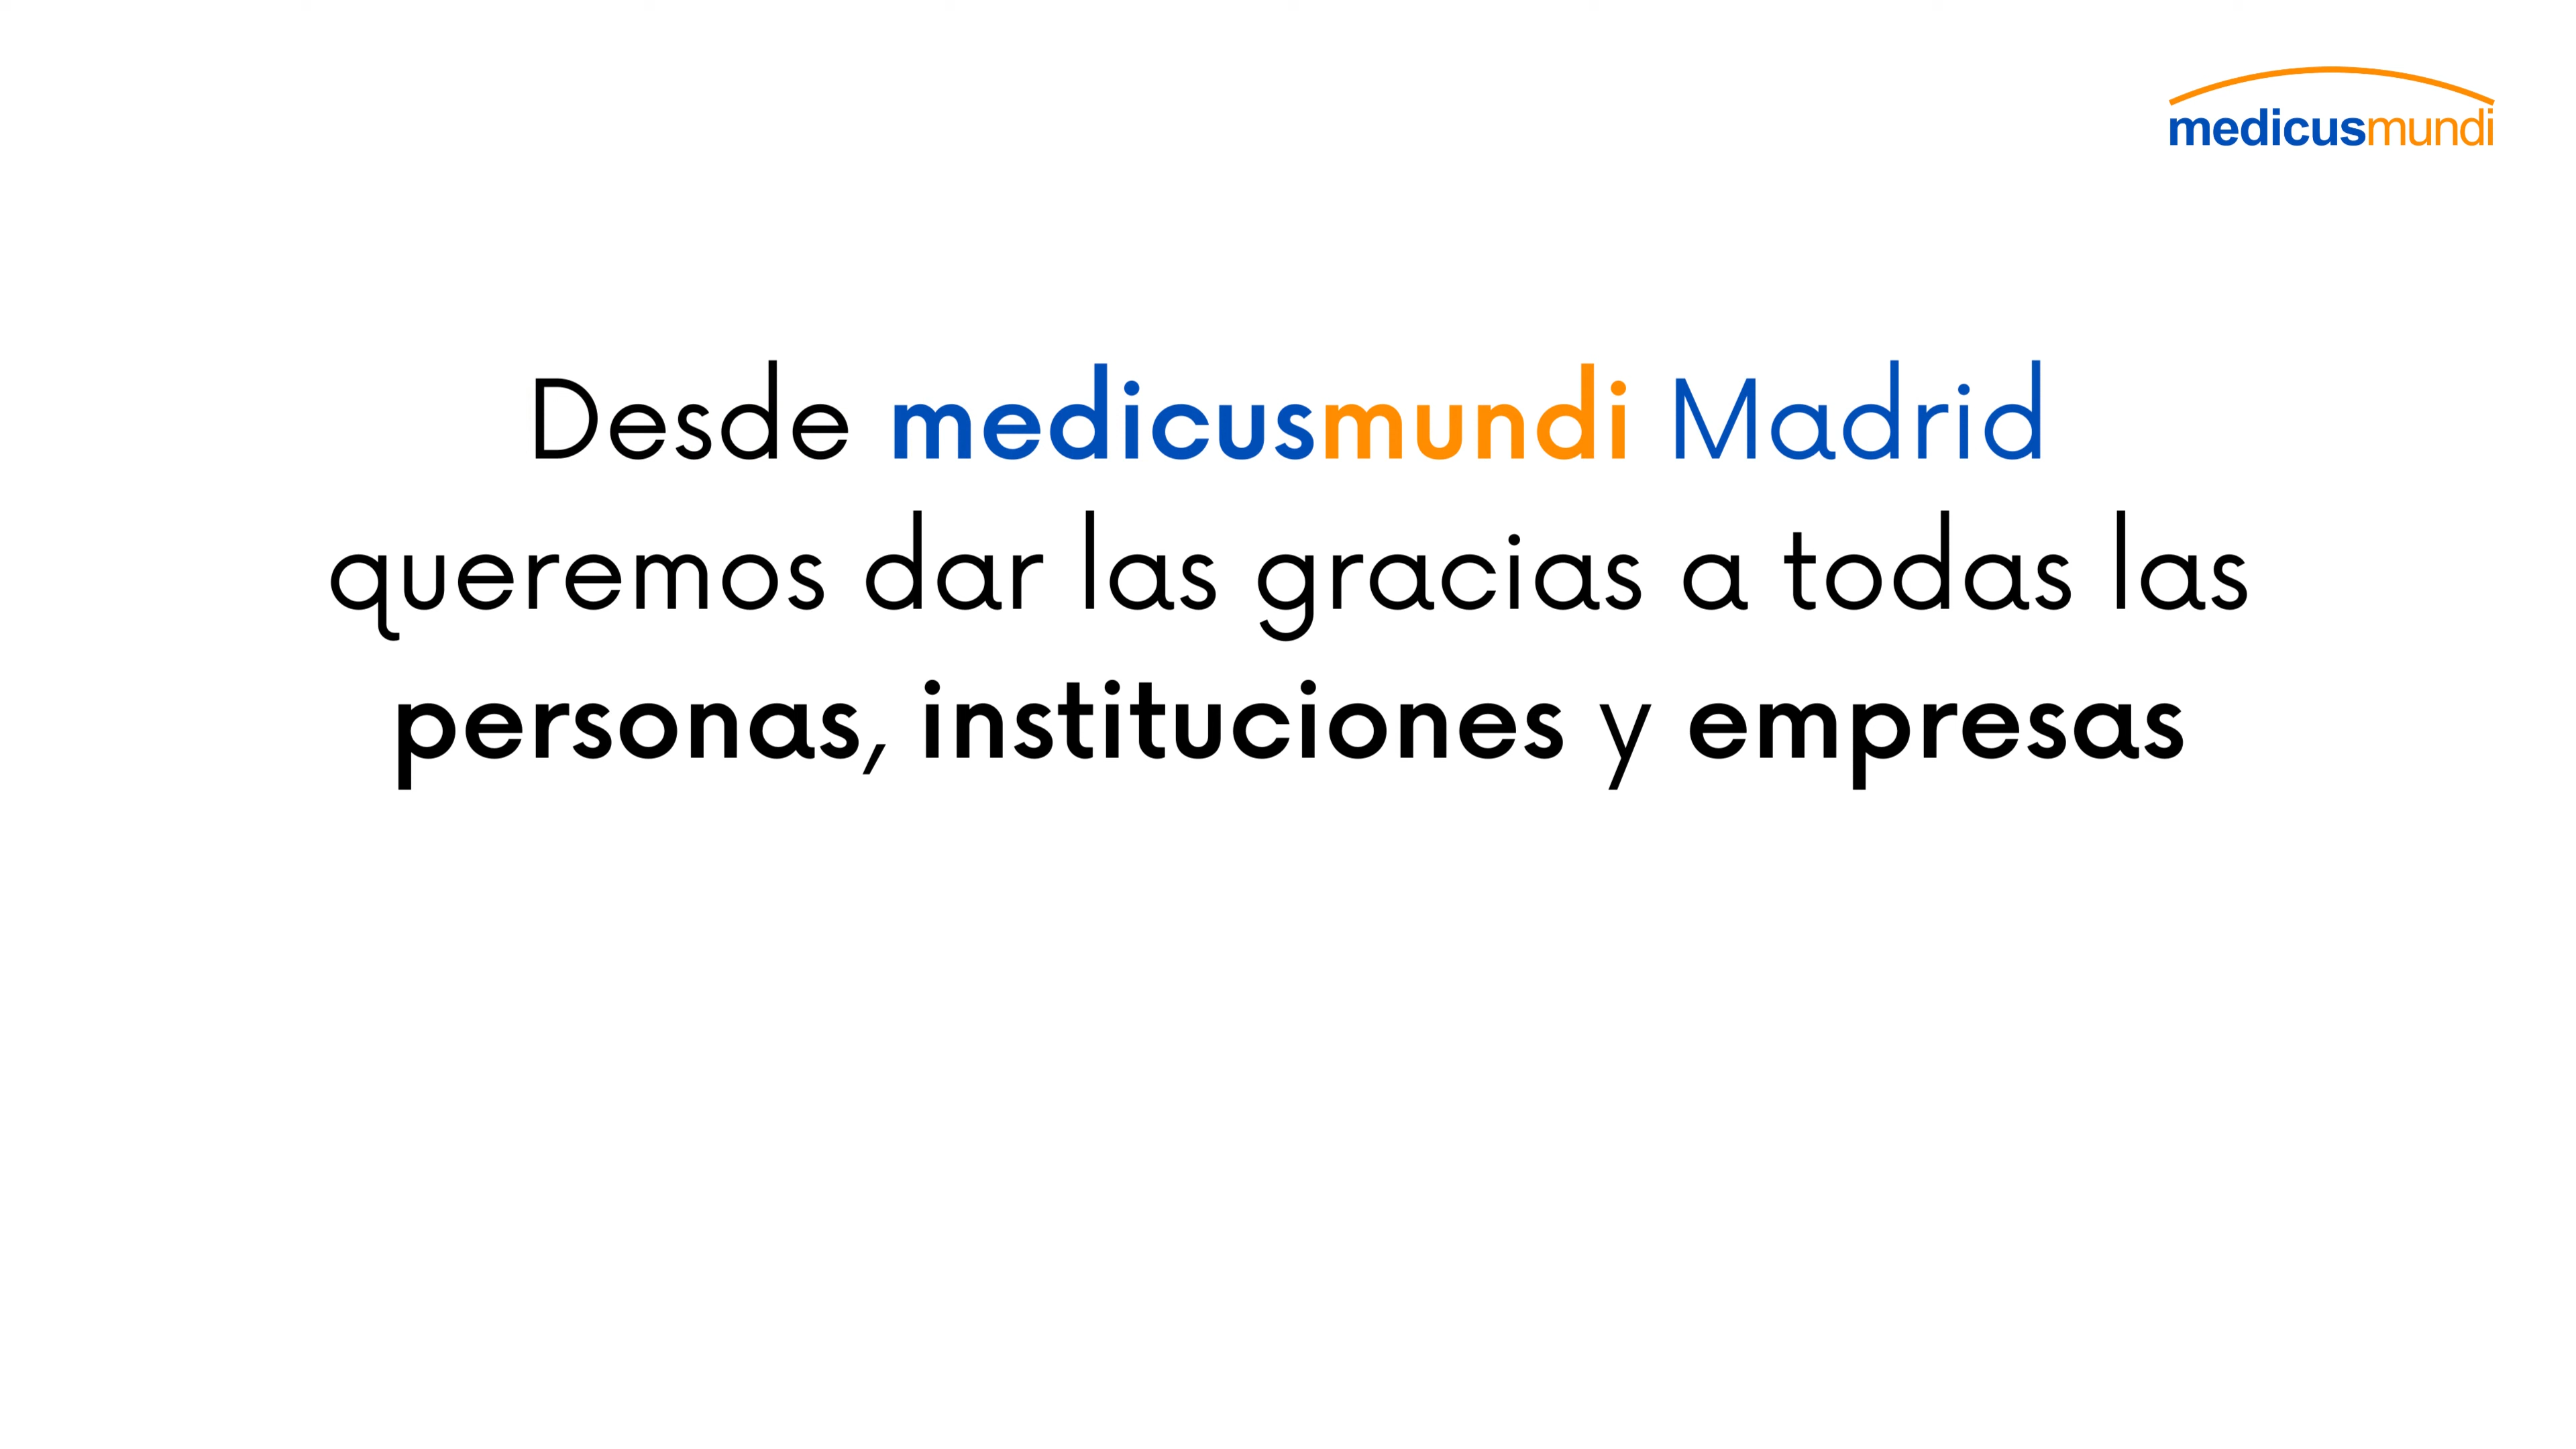 medicusmundi
Desde medicusmundi Madrid
queremos dar las gracias a todas las
personas, instituciones y empresas